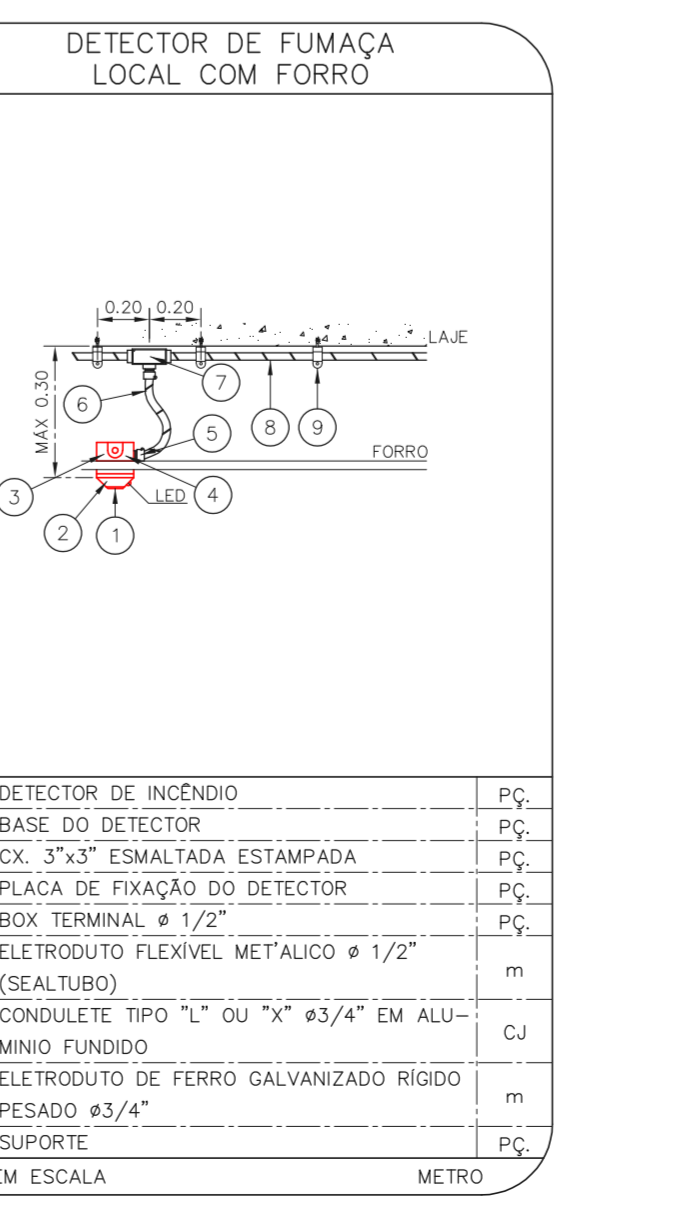 DETECTOR DE FUMAÇA
LOCAL COM FORRO
0.20 0.20
LAJE
MÁX 0.30
7
6
5
8
9
FORRO
3
LED
4
2
1
DETECTOR DE INCÊNDIO PÇ.
BASE DO DETECTOR PÇ.
CX. 3"x3" ESMALTADA ESTAMPADA PÇ.
PLACA DE FIXAÇÃO DO DETECTOR PÇ.
BOX TERMINAL ø 1/2" PÇ.
ELETRODUTO FLEXÍVEL MET'ALICO ø 1/2"
(SEALTUBO) m
CONDULETE TIPO "L" OU "X" ø3/4" EM ALU-
MINIO FUNDIDO CJ
ELETRODUTO DE FERRO GALVANIZADO RÍGIDO
PESADO ø3/4" m
SUPORTE PÇ.
EM ESCALA METRO